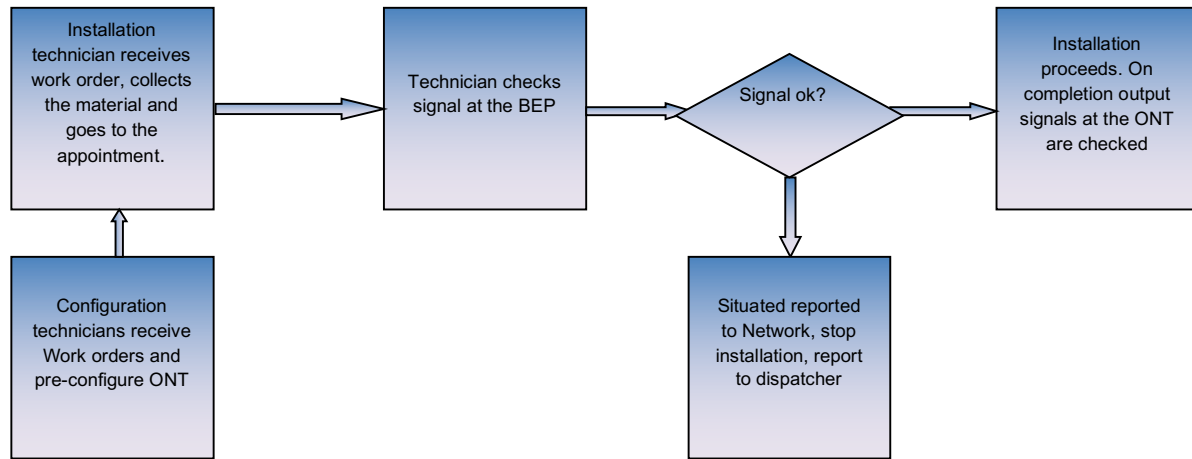 Installation
technician receives
work order, collects
the material and
goes to the
appointment.
Technician checks
signal at the BEP
Signal ok?
Installation
proceeds. On
completion output
signals at the ONT
are checked
Configuration
technicians receive
Work orders and
pre-configure ONT
Situated reported
to Network, stop
installation, report
to dispatcher